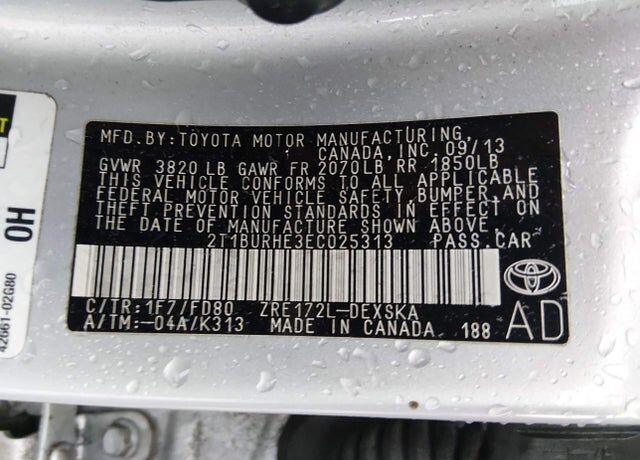 MFD. BY: TOYOTA MOTOR MANUFACTURING,
CANADA, INC. 09/13
GVWR 3820 LB GAWR FR 2070LB RR 1850LB
THIS VEHICLE CONFORMS TO ALL APPLICABLE
FEDERAL MOTOR VEHICLE SAFETY, BUMPER, AND
THEFT PREVENTION STANDARDS IN EFFECT ON
THE DATE OF MANUFACTURE SHOWN ABOVE.
2T1BURHE3EC025313 PASS. CAR
C/TR: 1F7/FD80 ZRE172L-DEXSKA
A/TM: -04A/K313 MADE IN CANADA 188
AD
OH
42661-02G80